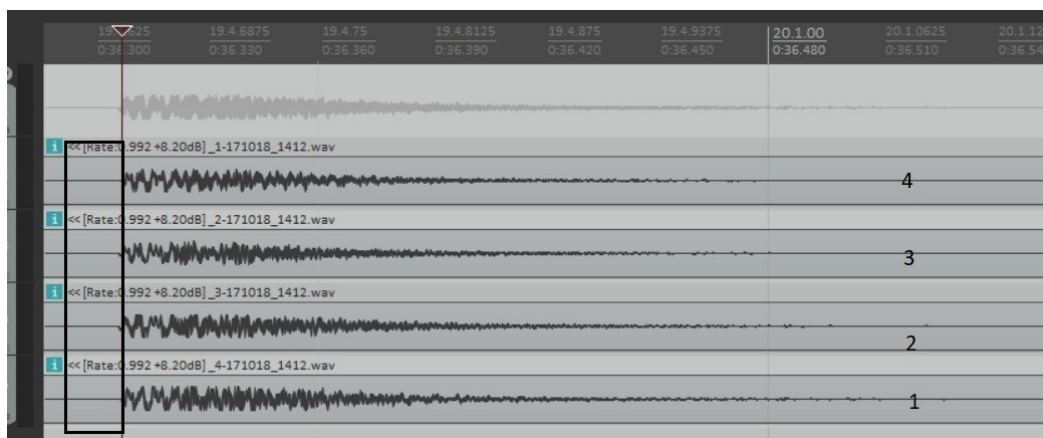 19.4.6875 19.4.75 19.4.8125 19.4.875 19.4.9375 20.1.00 20.1.0625
0:36.300 0:36.330 0:36.360 0:36.390 0:36.420 0:36.450 0:36.480 0:36.510
i << [Rate:0.992 +8.20dB] _1-171018_1412.wav
4
i << [Rate:0.992 +8.20dB] _2-171018_1412.wav
3
i << [Rate:0.992 +8.20dB] _3-171018_1412.wav
2
i << [Rate:0.992 +8.20dB] _4-171018_1412.wav
1